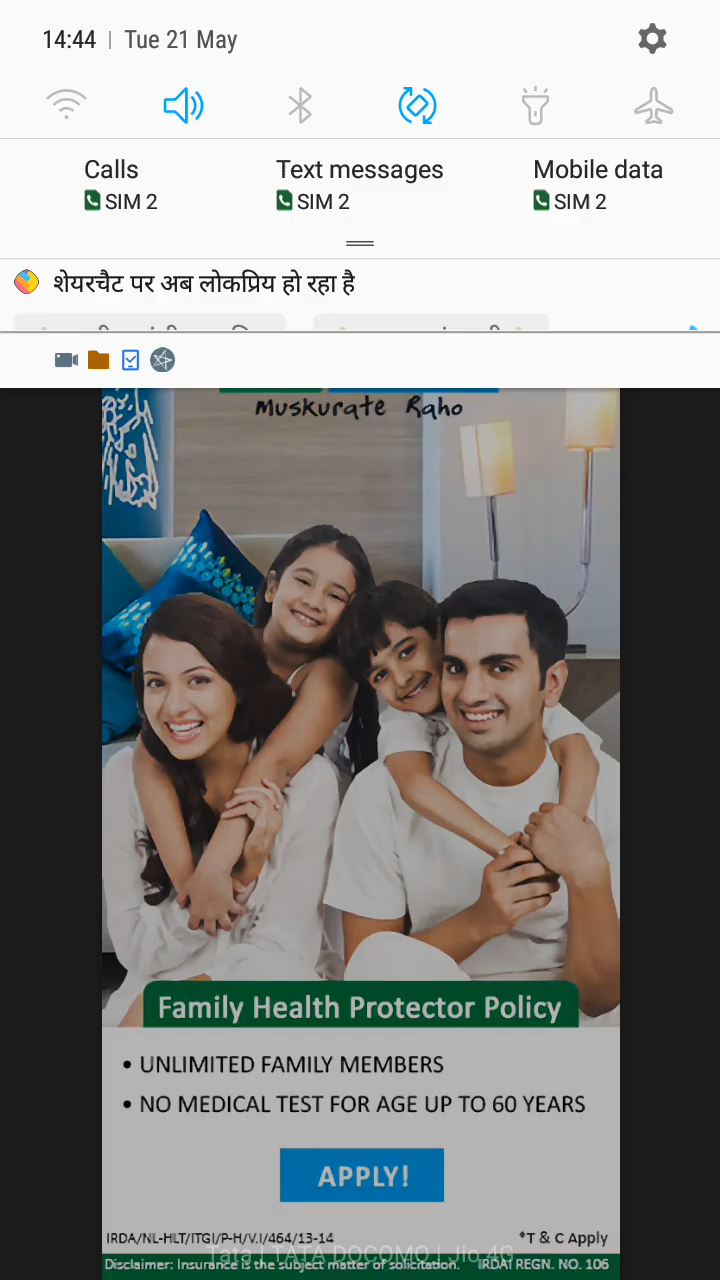 14:44 | Tue 21 May
Calls
SIM 2
Text messages
SIM 2
Mobile data
SIM 2
शेयरचैट पर अब लोकप्रिय हो रहा है
Muskurate Raho
Family Health Protector Policy
• UNLIMITED FAMILY MEMBERS
• NO MEDICAL TEST FOR AGE UP TO 60 YEARS
APPLY!
IRDA/NL-HLT/ITGI/P-H/V.I/464/13-14
*T & C Apply
Tata | TATA DOCOMO | Jio 4G
Disclaimer: Insurance is the subject matter of solicitation. IRDAI REGN. NO. 106